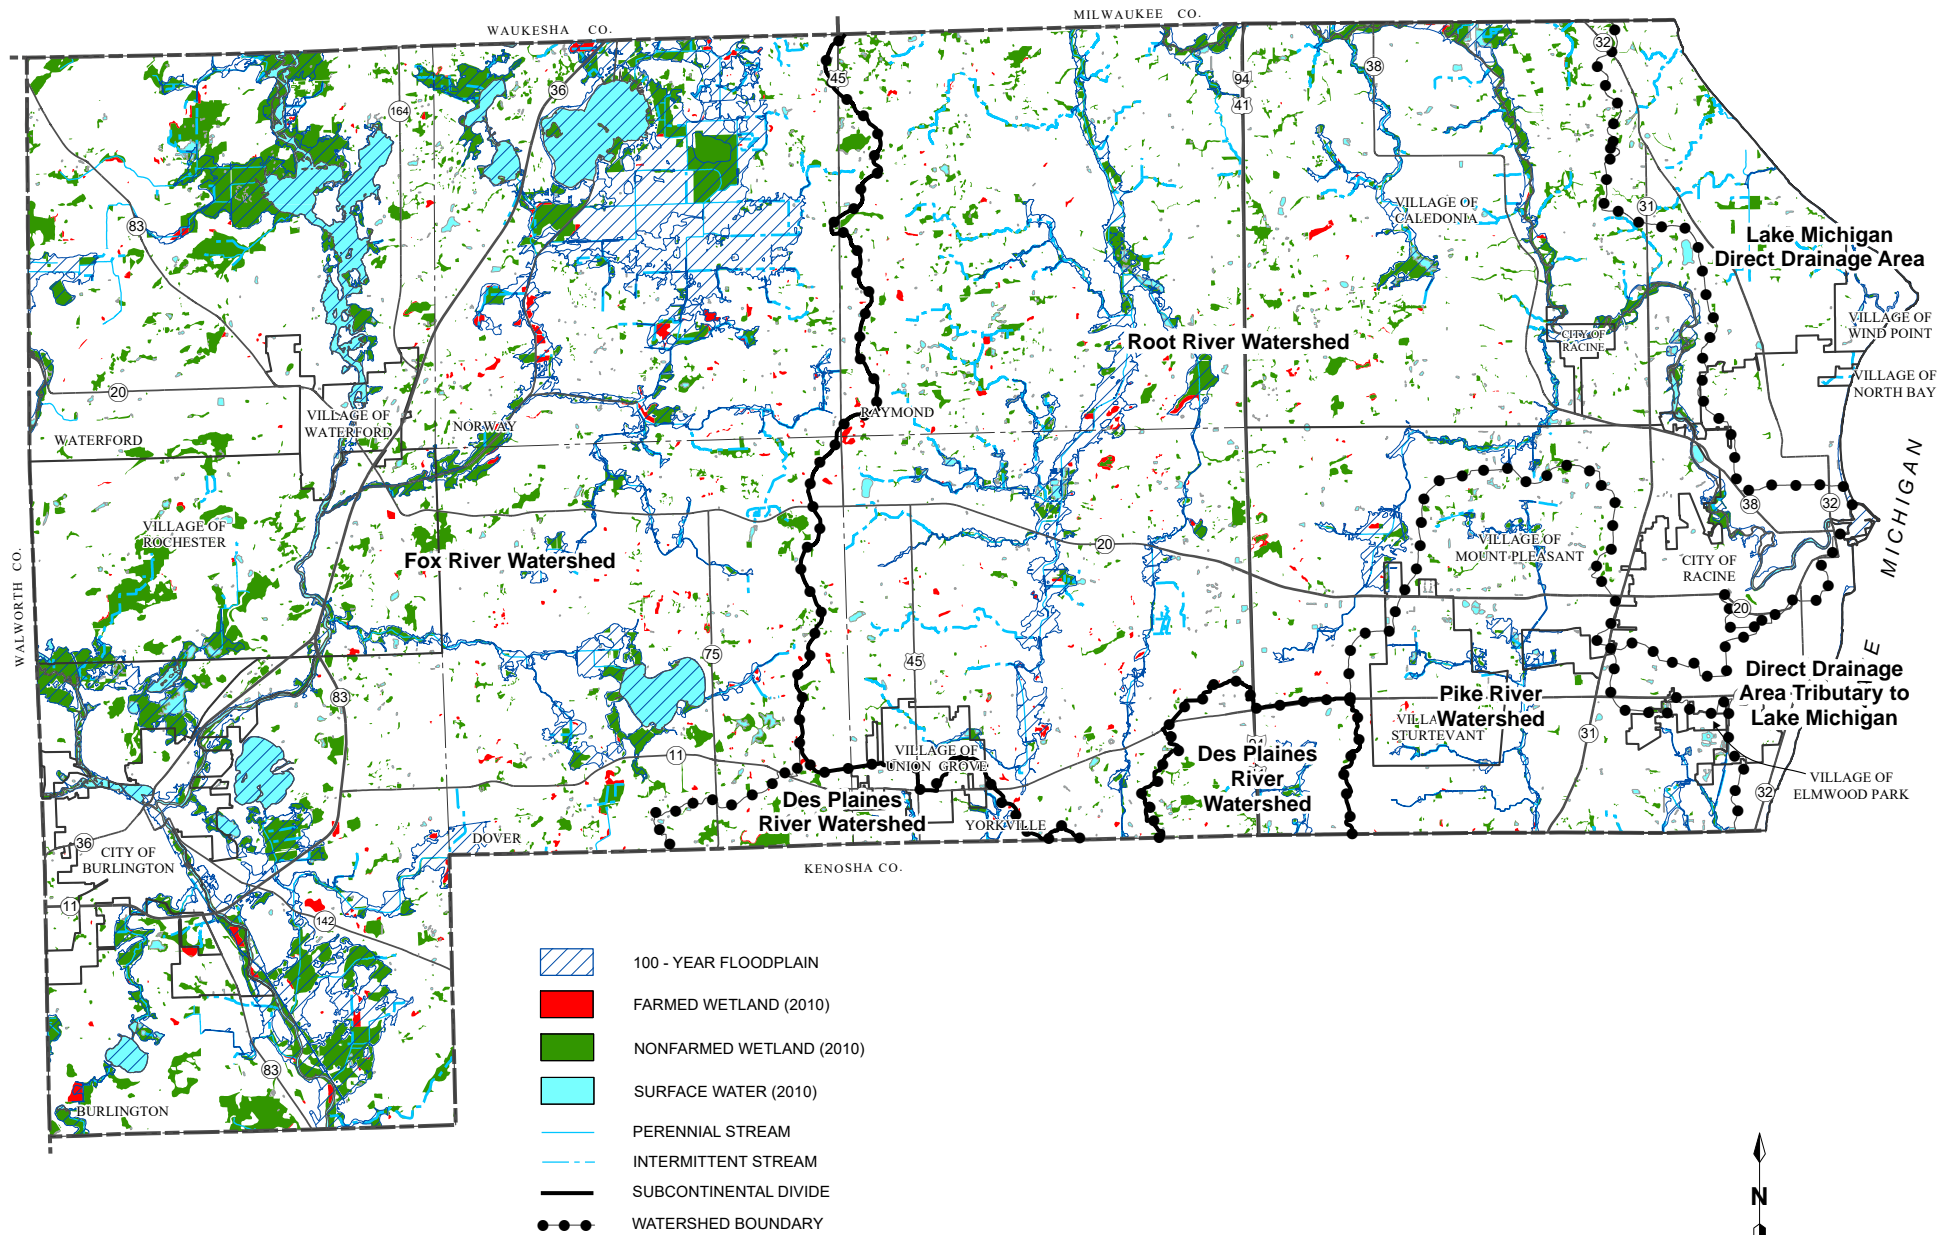 WAUKESHA CO.
MILWAUKEE CO.
32
45
36
38
94
41
164
83
31
VILLAGE OF
CALEDONIA
Lake Michigan
Direct Drainage Area
VILLAGE OF
WIND POINT
CITY OF
RACINE
Root River Watershed
VILLAGE OF
NORTH BAY
20
VILLAGE OF
WATERFORD
WATERFORD
NORWAY
RAYMOND
MICHIGAN
38
32
VILLAGE OF
ROCHESTER
Fox River Watershed
20
VILLAGE OF
MOUNT PLEASANT
CITY OF
RACINE
WALWORTH CO.
20
75
45
83
E
Direct Drainage
Area Tributary to
Lake Michigan
Pike River
Watershed
STURTEVANT
31
11
VILLAGE OF
UNION GROVE
Des Plaines
River
Watershed
VILLAGE OF
ELMWOOD PARK
32
Des Plaines
River Watershed
YORKVILLE
DOVER
36
CITY OF
BURLINGTON
KENOSHA CO.
11
142
83
BURLINGTON
100 - YEAR FLOODPLAIN
FARMED WETLAND (2010)
NONFARMED WETLAND (2010)
SURFACE WATER (2010)
PERENNIAL STREAM
INTERMITTENT STREAM
SUBCONTINENTAL DIVIDE
WATERSHED BOUNDARY
N